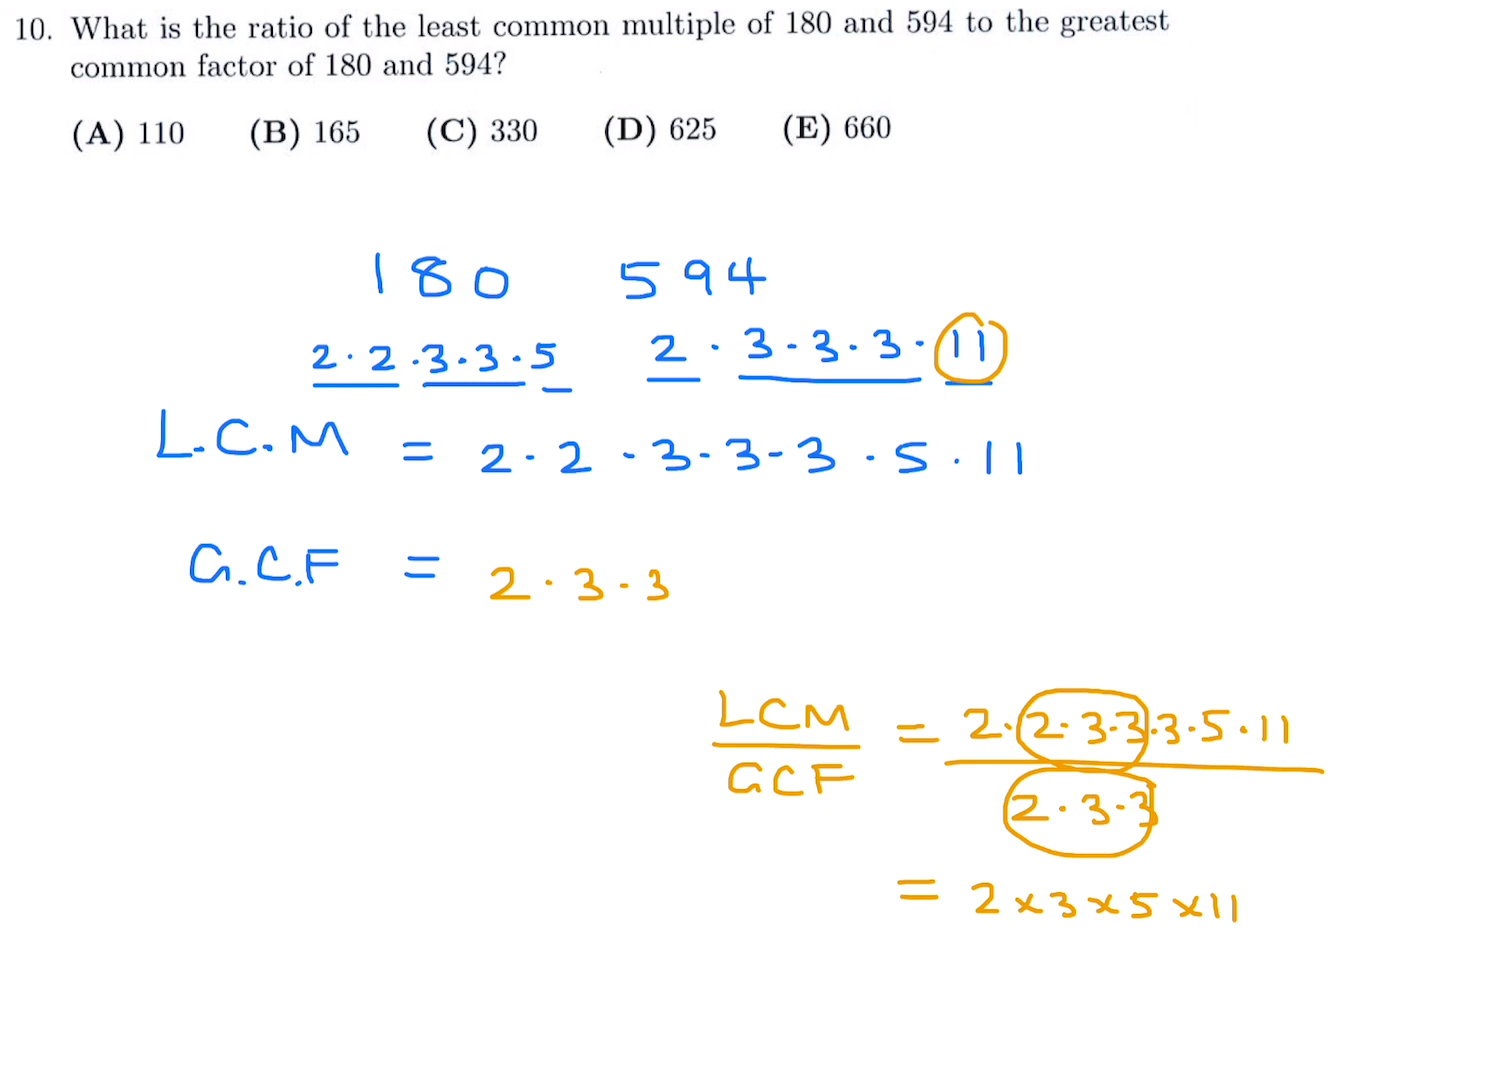 10. What is the ratio of the least common multiple of 180 and 594 to the greatest
common factor of 180 and 594?
(A) 110 (B) 165 (C) 330 (D) 625 (E) 660
180 594
2·2·3·3·5 2·3·3·3·11
L.C.M = 2·2·3·3·3·5·11
G.C.F = 2·3·3
LCM = 2·2·3·3·3·5·11
GCF 2·3·3
= 2×3×5×11